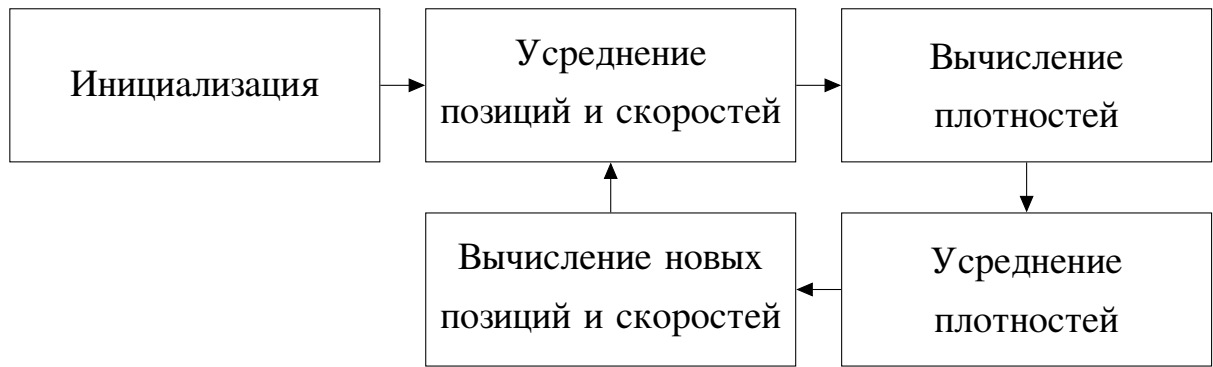 Инициализация
Усреднение
позиций и скоростей
Вычисление
плотностей
Вычисление новых
позиций и скоростей
Усреднение
плотностей